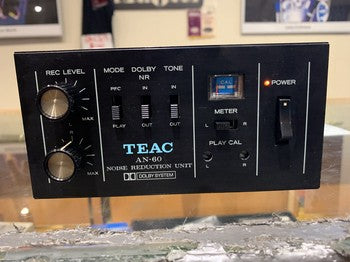 REC LEVEL
MAX
MAX
MODE
REC
PLAY
DOLBY
NR
IN
OUT
TONE
IN
OUT
TEAC
AN-60
NOISE REDUCTION UNIT
DOLBY SYSTEM
CAL
METER
L R
PLAY CAL
L R
POWER